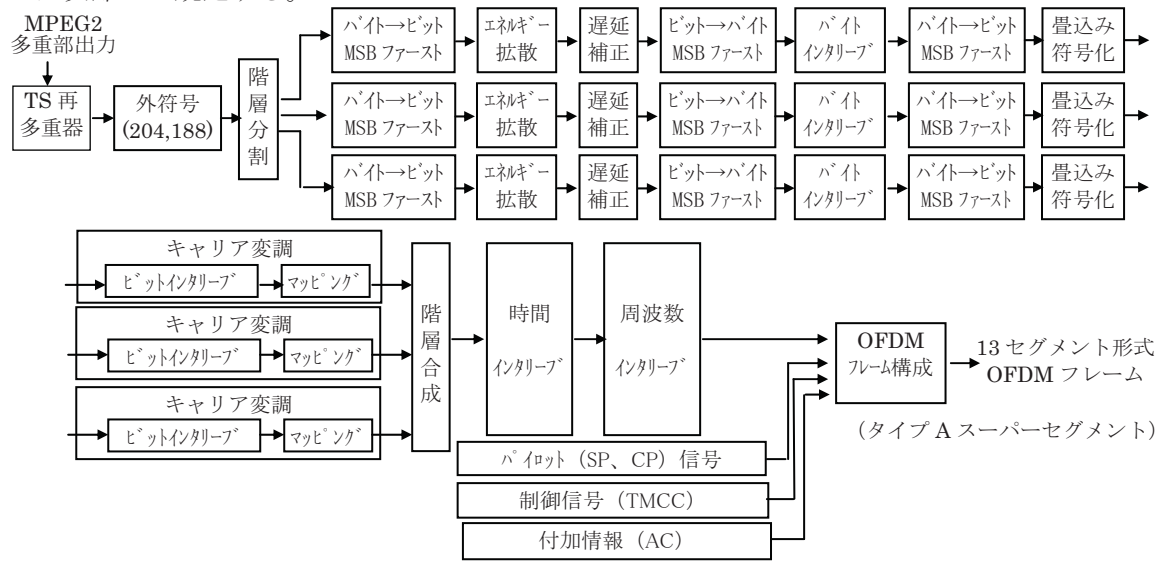 MPEG2
多重部出力
TS 再
多重器
外符号
(204,188)
階
層
分
割
ﾊﾞｲﾄ→ﾋﾞｯﾄ
MSB ﾌｧｰｽﾄ
ｴﾈﾙｷﾞｰ
拡散
遅延
補正
ﾋﾞｯﾄ→ﾊﾞｲﾄ
MSB ﾌｧｰｽﾄ
ﾊﾞｲﾄ
ｲﾝﾀﾘｰﾌﾞ
ﾊﾞｲﾄ→ﾋﾞｯﾄ
MSB ﾌｧｰｽﾄ
畳込み
符号化
ﾊﾞｲﾄ→ﾋﾞｯﾄ
MSB ﾌｧｰｽﾄ
ｴﾈﾙｷﾞｰ
拡散
遅延
補正
ﾋﾞｯﾄ→ﾊﾞｲﾄ
MSB ﾌｧｰｽﾄ
ﾊﾞｲﾄ
ｲﾝﾀﾘｰﾌﾞ
ﾊﾞｲﾄ→ﾋﾞｯﾄ
MSB ﾌｧｰｽﾄ
畳込み
符号化
ﾊﾞｲﾄ→ﾋﾞｯﾄ
MSB ﾌｧｰｽﾄ
ｴﾈﾙｷﾞｰ
拡散
遅延
補正
ﾋﾞｯﾄ→ﾊﾞｲﾄ
MSB ﾌｧｰｽﾄ
ﾊﾞｲﾄ
ｲﾝﾀﾘｰﾌﾞ
ﾊﾞｲﾄ→ﾋﾞｯﾄ
MSB ﾌｧｰｽﾄ
畳込み
符号化
キャリア変調
ﾋﾞｯﾄｲﾝﾀﾘｰﾌﾞ
ﾏｯﾋﾟﾝｸﾞ
キャリア変調
ﾋﾞｯﾄｲﾝﾀﾘｰﾌﾞ
ﾏｯﾋﾟﾝｸﾞ
キャリア変調
ﾋﾞｯﾄｲﾝﾀﾘｰﾌﾞ
ﾏｯﾋﾟﾝｸﾞ
階
層
合
成
時間
ｲﾝﾀﾘｰﾌﾞ
周波数
ｲﾝﾀﾘｰﾌﾞ
OFDM
ﾌﾚｰﾑ構成
13 セグメント形式
OFDM フレーム
（タイプ A スーパーセグメント）
ﾊﾟｲﾛｯﾄ（SP、CP）信号
制御信号（TMCC）
付加情報（AC）